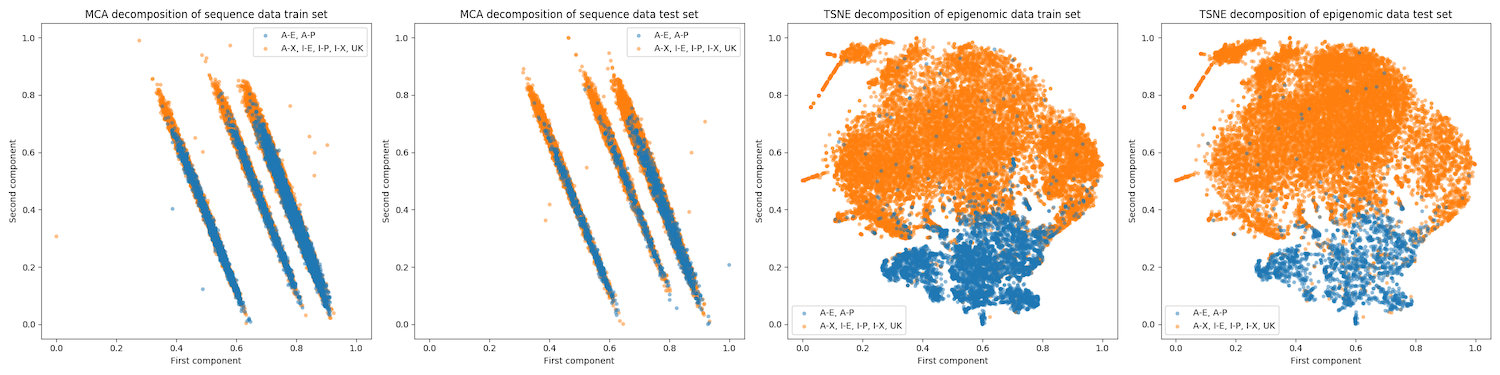 MCA decomposition of sequence data train set
A-E, A-P
A-X, I-E, I-P, I-X, UK
Second component
1.0
0.8
0.6
0.4
0.2
0.0
0.0 0.2 0.4 0.6 0.8 1.0
First component
MCA decomposition of sequence data test set
A-E, A-P
A-X, I-E, I-P, I-X, UK
Second component
1.0
0.8
0.6
0.4
0.2
0.0
0.0 0.2 0.4 0.6 0.8 1.0
First component
TSNE decomposition of epigenomic data train set
Second component
1.0
0.8
0.6
0.4
0.2
0.0
A-E, A-P
A-X, I-E, I-P, I-X, UK
0.0 0.2 0.4 0.6 0.8 1.0
First component
TSNE decomposition of epigenomic data test set
Second component
1.0
0.8
0.6
0.4
0.2
0.0
A-E, A-P
A-X, I-E, I-P, I-X, UK
0.0 0.2 0.4 0.6 0.8 1.0
First component